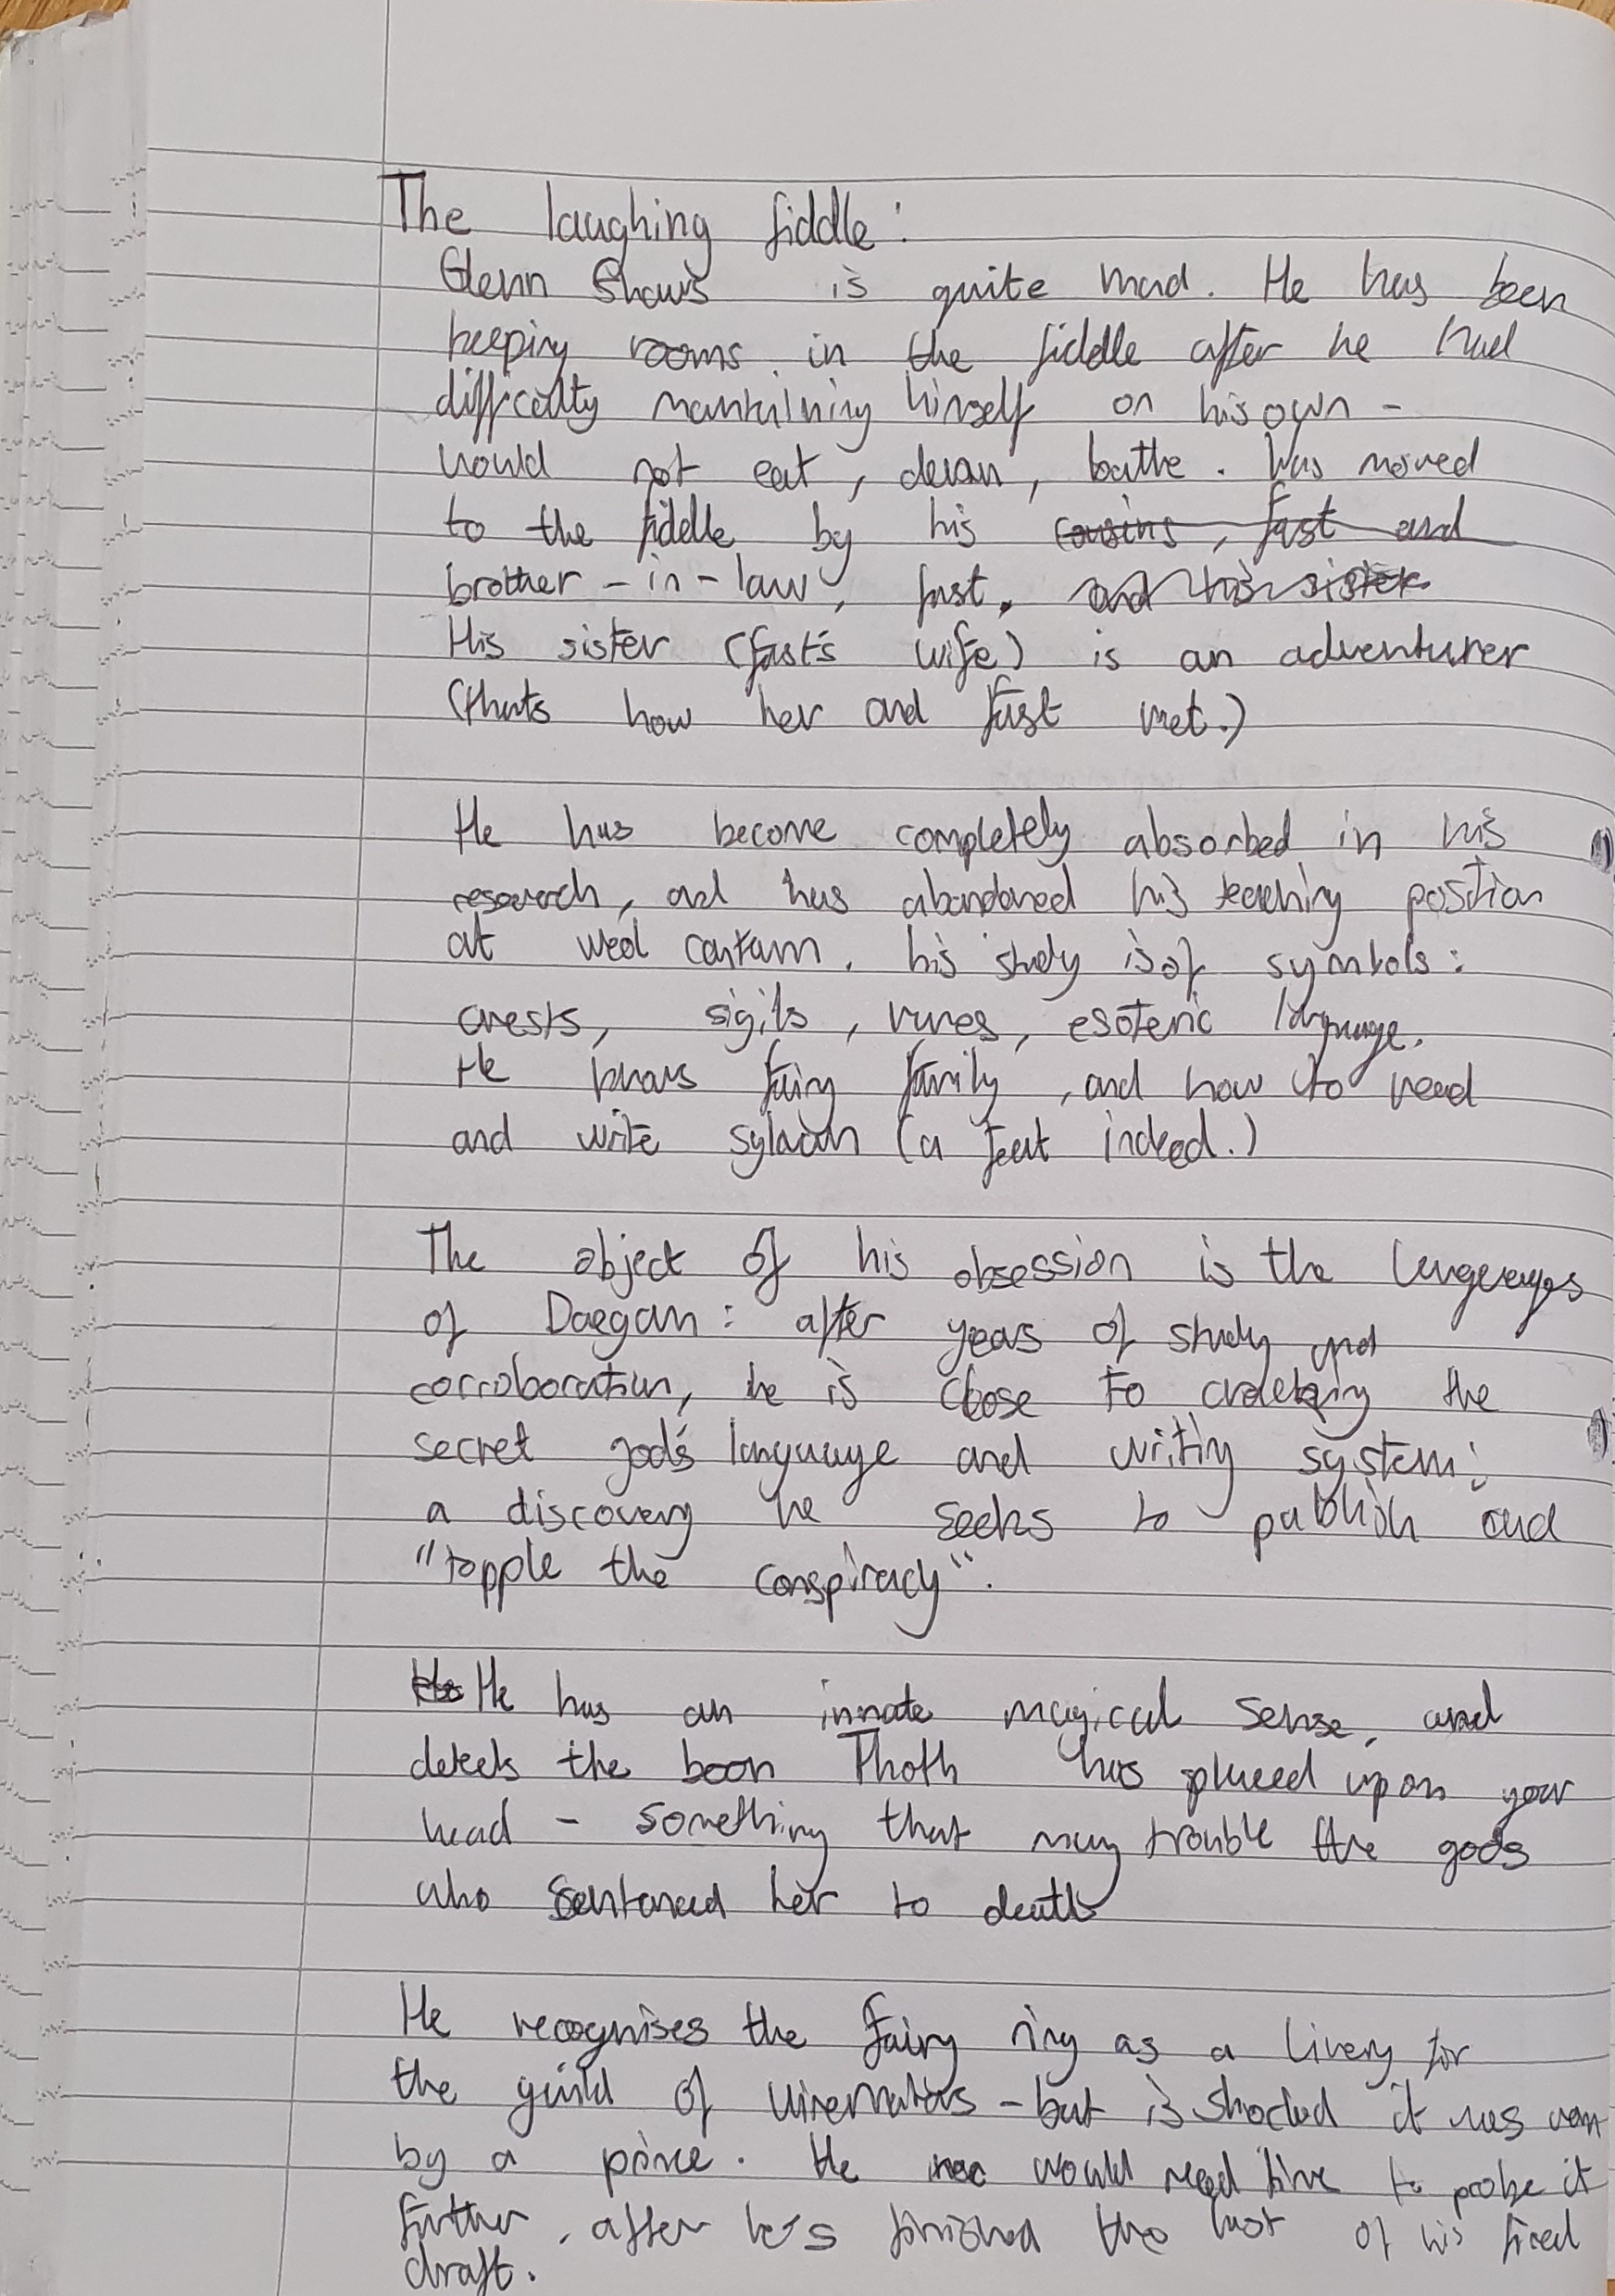 The laughing fiddle:
Glenn Shaws is quite mad. He has been
keeping rooms in the fiddle after he had
difficulty maintaining himself on his own -
would not eat, clean, bathe. Was moved
to the fiddle by his cousins, fast and
brother-in-law, fast. and his sister
His sister (fast's wife) is an adventurer
(thats how her and fast met.)
He has become completely absorbed in his
research, and has abandoned his teaching position
at . his study is of symbols:
crests, sigils, runes, esoteric language.
He knows fairy family, and how to read
and write sylvan (a feat indeed.)
The object of his obsession is the languages
of Daegan: after years of study and
corroboration, he is close to the
secret god's language and writing system:
a discovery he seeks to publish and
"topple the conspiracy".
He He has an innate magical sense, and
detects the boon Thoth has placed upon your
head - something that may trouble the gods
who sentenced her to death
He recognises the fairy ring as a livery for
the guild of - but is shocked it was worn
by a prince. He would need time to probe it
further, after he's finished the last of his
draft.